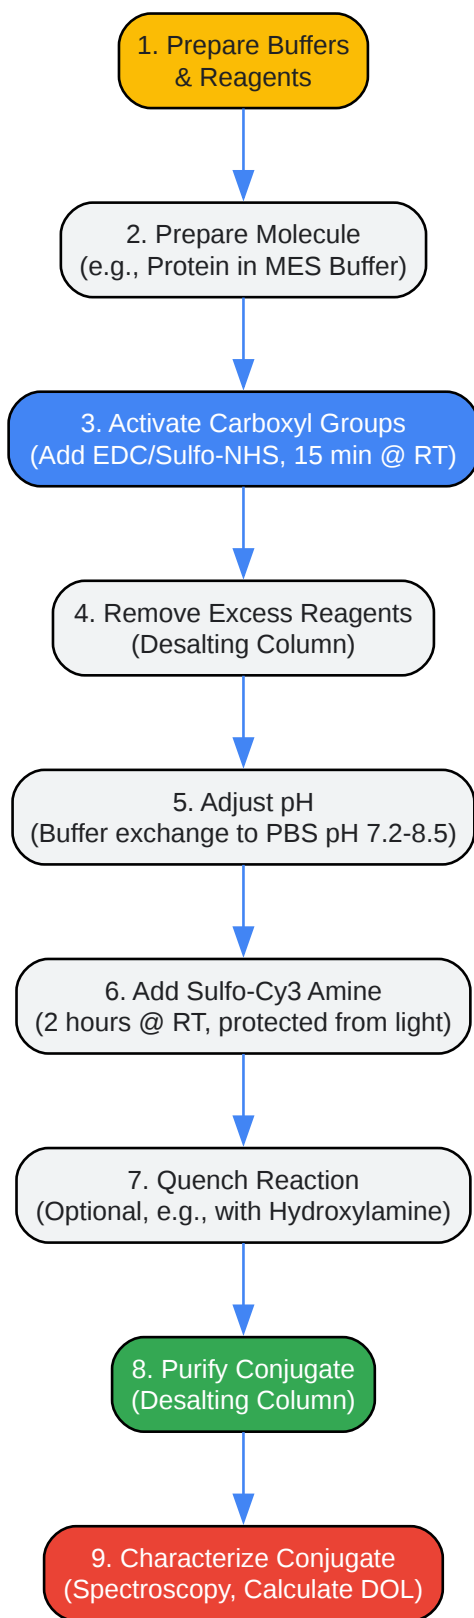 1. Prepare Buffers
& Reagents
2. Prepare Molecule
(e.g., Protein in MES Buffer)
3. Activate Carboxyl Groups
(Add EDC/Sulfo-NHS, 15 min @ RT)
4. Remove Excess Reagents
(Desalting Column)
5. Adjust pH
(Buffer exchange to PBS pH 7.2-8.5)
6. Add Sulfo-Cy3 Amine
(2 hours @ RT, protected from light)
7. Quench Reaction
(Optional, e.g., with Hydroxylamine)
8. Purify Conjugate
(Desalting Column)
9. Characterize Conjugate
(Spectroscopy, Calculate DOL)